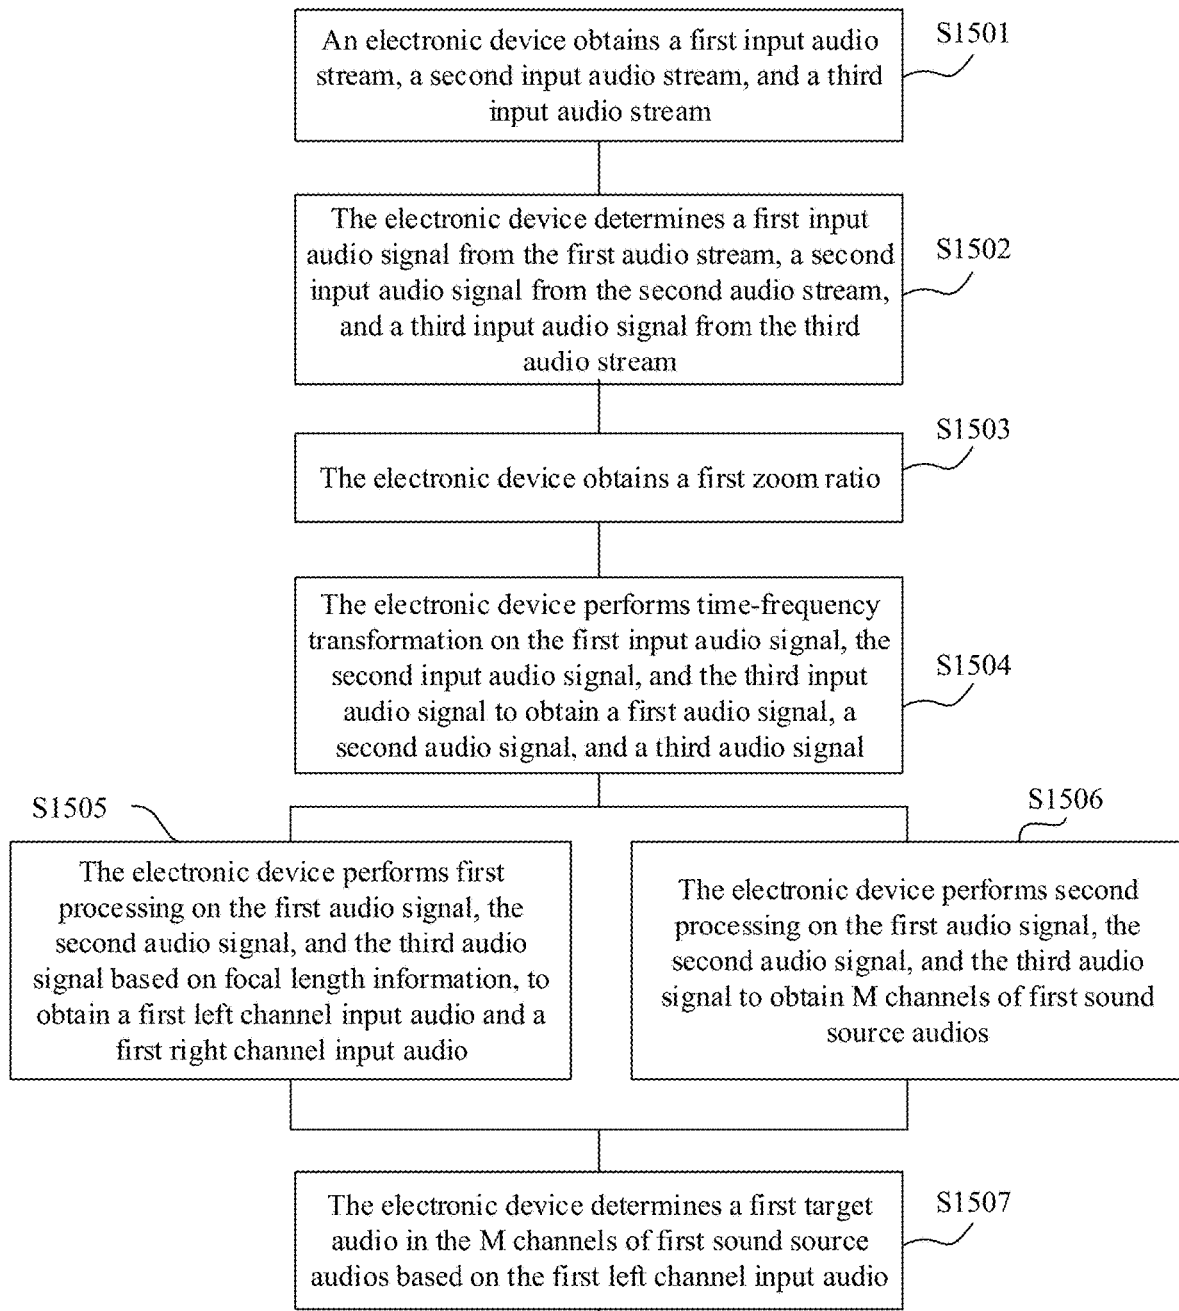 An electronic device obtains a first input audio
stream, a second input audio stream, and a third
input audio stream
S1501
The electronic device determines a first input
audio signal from the first audio stream, a second
input audio signal from the second audio stream,
and a third input audio signal from the third
audio stream
S1502
The electronic device obtains a first zoom ratio
S1503
The electronic device performs time-frequency
transformation on the first input audio signal, the
second input audio signal, and the third input
audio signal to obtain a first audio signal, a
second audio signal, and a third audio signal
S1504
S1505
The electronic device performs first
processing on the first audio signal, the
second audio signal, and the third audio
signal based on focal length information, to
obtain a first left channel input audio and a
first right channel input audio
S1506
The electronic device performs second
processing on the first audio signal, the
second audio signal, and the third audio
signal to obtain M channels of first sound
source audios
The electronic device determines a first target
audio in the M channels of first sound source
audios based on the first left channel input audio
S1507